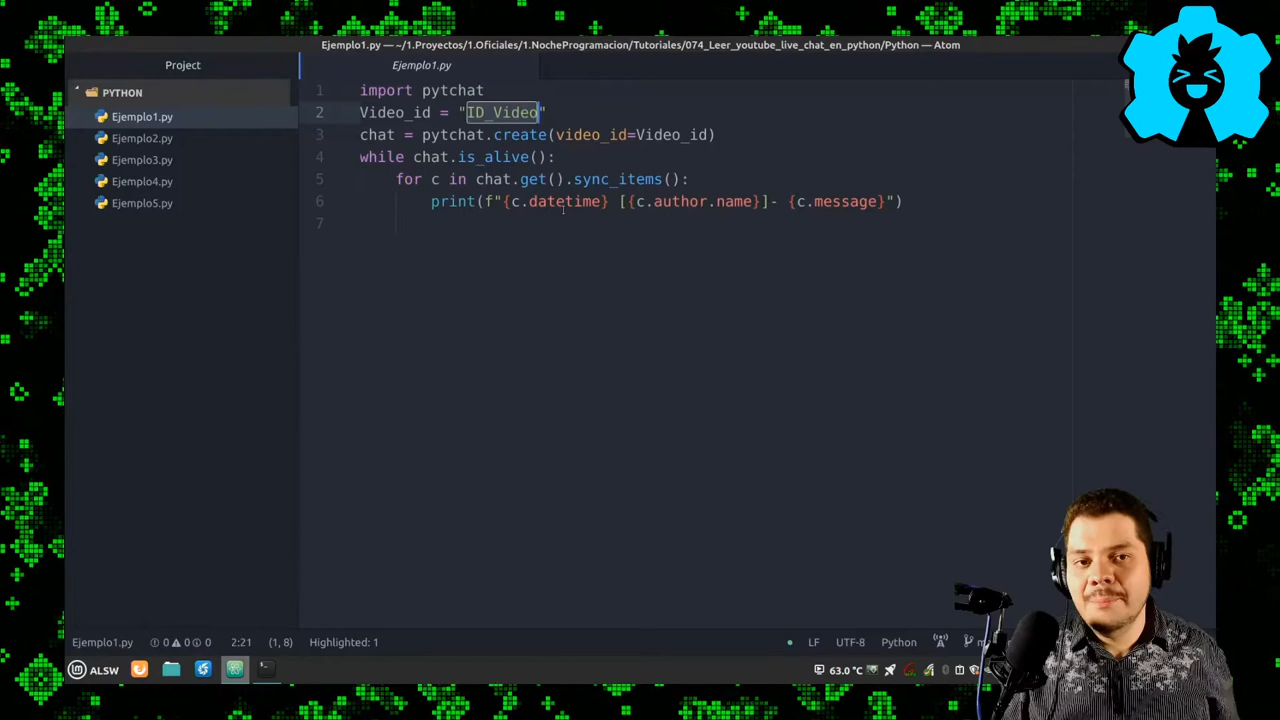 Ejemplo1.py — ~/1.Proyectos/1.Oficiales/1.NocheProgramacion/Tutoriales/074_Leer_youtube_live_chat_en_python/Python — Atom
Project
Ejemplo1.py
PYTHON
Ejemplo1.py
Ejemplo2.py
Ejemplo3.py
Ejemplo4.py
Ejemplo5.py
1 import pytchat
2 Video_id = "ID_Video"
3 chat = pytchat.create(video_id=Video_id)
4 while chat.is_alive():
5 for c in chat.get().sync_items():
6 print(f"{c.datetime} [{c.author.name}]- {c.message}")
7
Ejemplo1.py 0 0 0 2:21 (1, 8) Highlighted: 1 LF UTF-8 Python
ALSW 63.0 °C